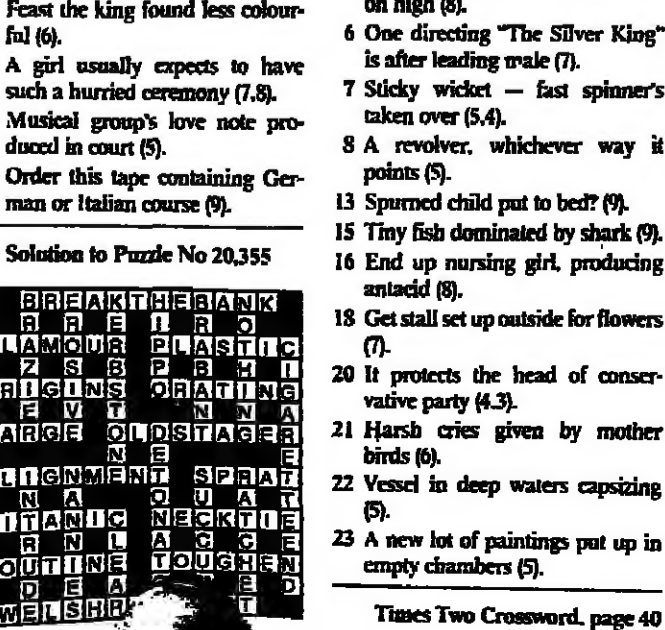 Feast the king found less colour-
ful (6).
A girl usually expects to have
such a hurried ceremony (7,8).
Musical group's love note pro-
duced in court (5).
Order this tape containing Ger-
man or Italian course (9).
Solution to Puzzle No 20,355
BREAKTHEBANK
R R E I R O
LAMOUR PLASTIC
Z S B P B H I
RIGINS ORATING
E V T N N A
ARGE OLDSTAGER
N E E
LIGNMENT SPRAT
N A O U A T
ITANIC NECKTIE
R N L A C C E
OUTINE TOUGHEN
D E A E D
WELSHR T
on high (8).
6 One directing "The Silver King"
is after leading male (7).
7 Sticky wicket — fast spinner's
taken over (5,4).
8 A revolver, whichever way it
points (5).
13 Spurned child put to bed? (9).
15 Tiny fish dominated by shark (9).
16 End up nursing girl, producing
antacid (8).
18 Get stall set up outside for flowers
(7).
20 It protects the head of conser-
vative party (4,3).
21 Harsh cries given by mother
birds (6).
22 Vessel in deep waters capsizing
(5).
23 A new lot of paintings put up in
empty chambers (5).
Times Two Crossword, page 40